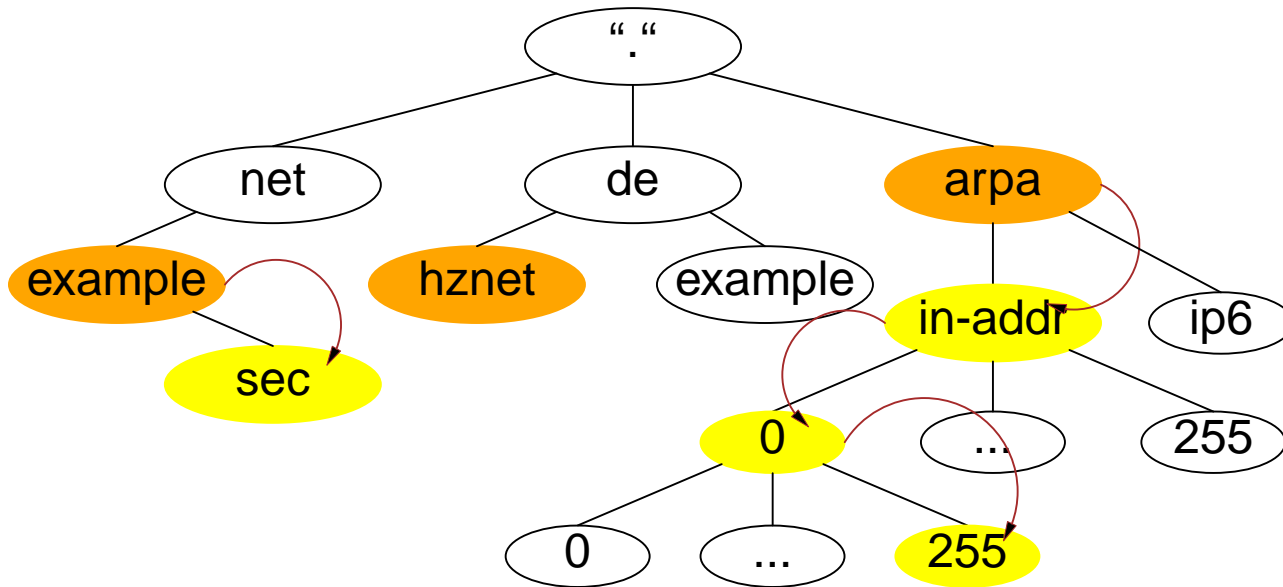 “.“
net
de
arpa
example
hznet
example
in-addr
ip6
sec
0
...
255
0
...
255